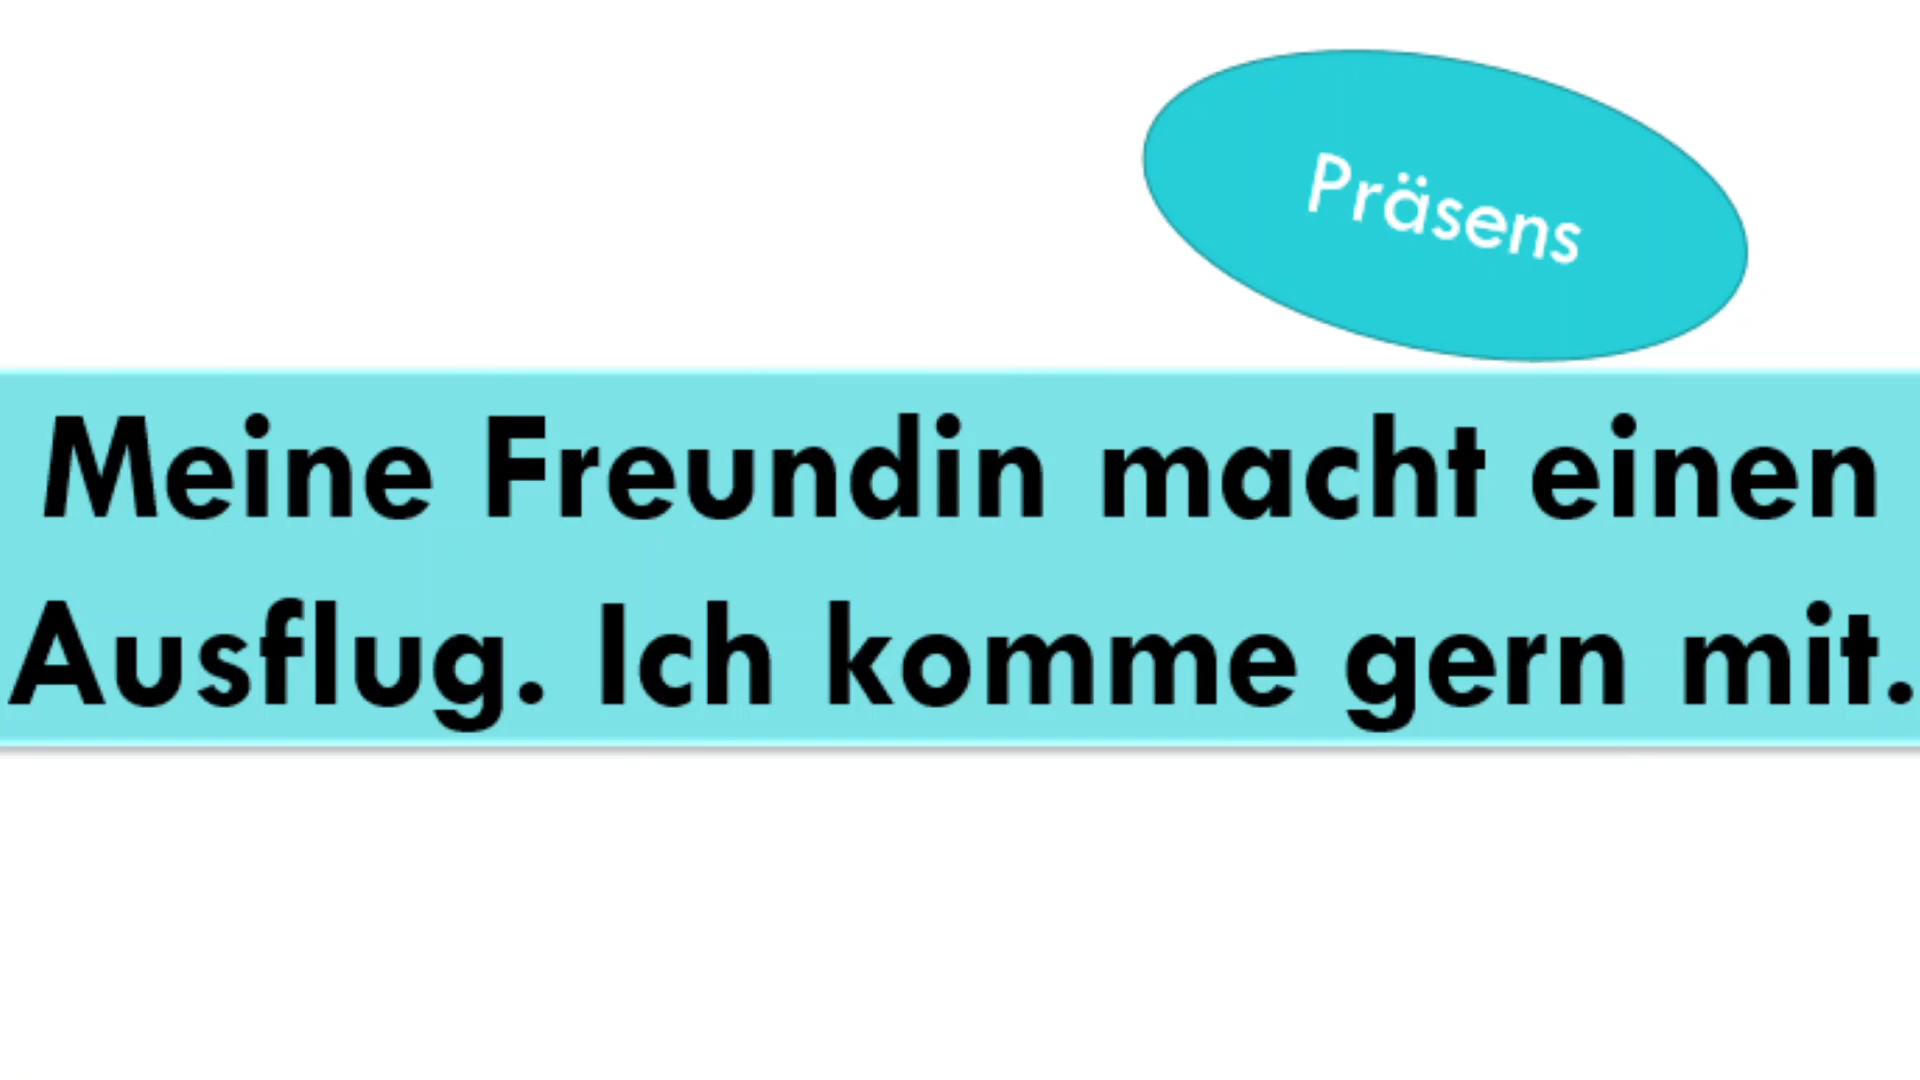 Präsens
Meine Freundin macht einen
Ausflug. Ich komme gern mit.